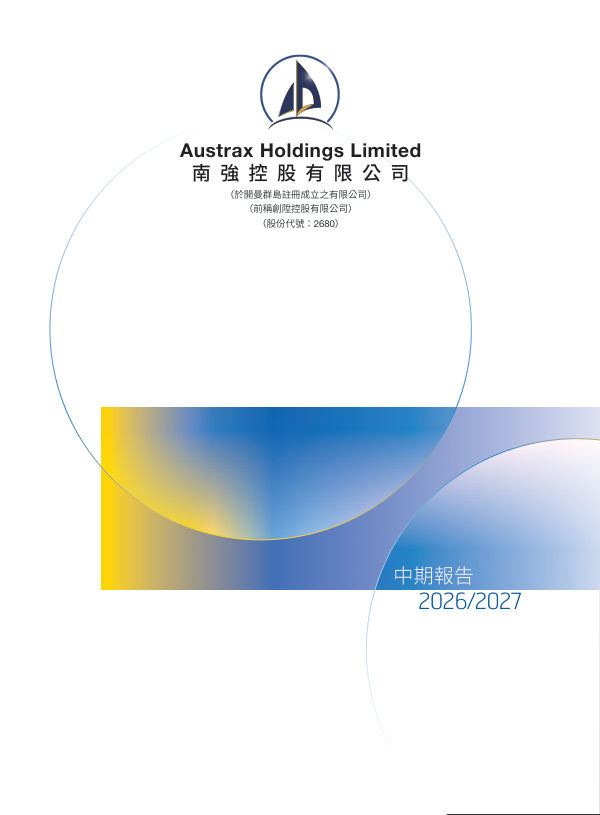 Austrax Holdings Limited
南強控股有限公司
（於開曼群島註冊成立之有限公司）
（前稱創陞控股有限公司）
（股份代號：2680）
中期報告
2026/2027